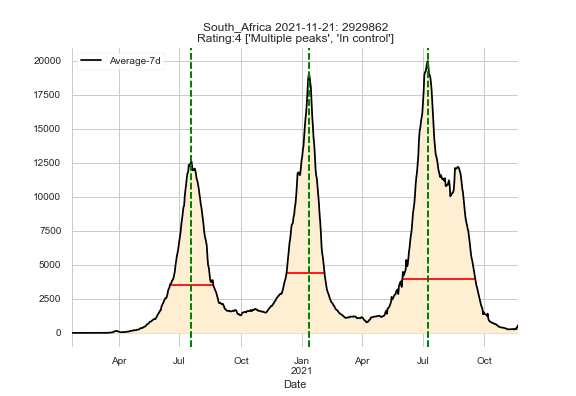 South_Africa 2021-11-21: 2929862
Rating:4 ['Multiple peaks', 'In control']
Average-7d
20000
17500
15000
12500
10000
7500
5000
2500
0
Apr Jul Oct Jan Apr Jul Oct
2021
Date